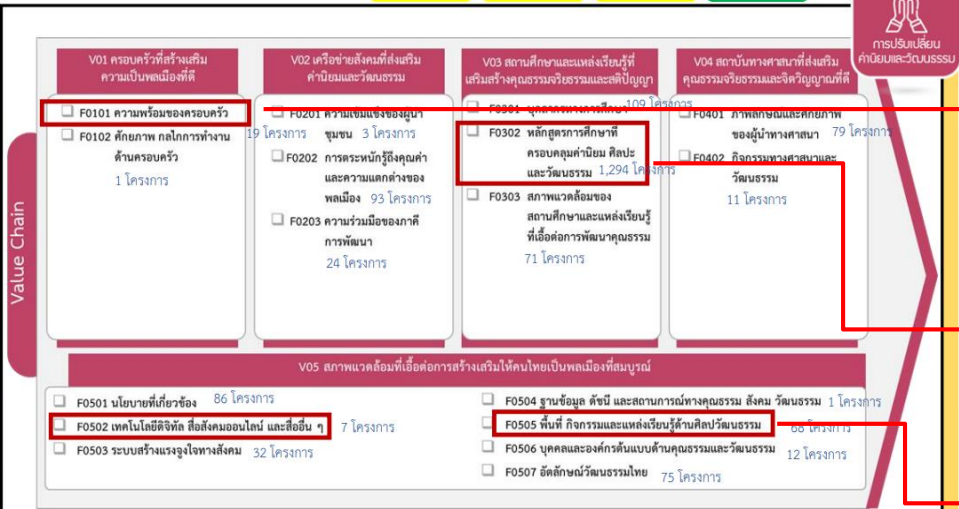 การปรับเปลี่ยน
ค่านิยมและวัฒนธรรม
Value Chain
V01 ครอบครัวที่สร้างเสริม
ความเป็นพลเมืองที่ดี
F0101 ความพร้อมของครอบครัว
19 โครงการ
F0102 ศักยภาพ กลไกการทำงาน
ด้านครอบครัว
1 โครงการ
V02 เครือข่ายสังคมที่ส่งเสริม
ค่านิยมและวัฒนธรรม
F0201 ความเข้มแข็งของผู้นำ
ชุมชน 3 โครงการ
F0202 การตระหนักรู้ถึงคุณค่า
และความแตกต่างของ
พลเมือง 93 โครงการ
F0203 ความร่วมมือของภาคี
การพัฒนา
24 โครงการ
V03 สถานศึกษาและแหล่งเรียนรู้ที่
เสริมสร้างคุณธรรมจริยธรรมและสติปัญญา
F0301 บุคลากรทางการศึกษา 109 โครงการ
F0302 หลักสูตรการศึกษาที่
ครอบคลุมค่านิยม ศิลปะ
และวัฒนธรรม 1,294 โครงการ
F0303 สภาพแวดล้อมของ
สถานศึกษาและแหล่งเรียนรู้
ที่เอื้อต่อการพัฒนาคุณธรรม
71 โครงการ
V04 สถาบันทางศาสนาที่ส่งเสริม
คุณธรรมจริยธรรมและจิตวิญญาณที่ดี
F0401 ภาพลักษณ์และศักยภาพ
ของผู้นำทางศาสนา 79 โครงการ
F0402 กิจกรรมทางศาสนาและ
วัฒนธรรม
11 โครงการ
V05 สภาพแวดล้อมที่เอื้อต่อการสร้างเสริมให้คนไทยเป็นพลเมืองที่สมบูรณ์
F0501 นโยบายที่เกี่ยวข้อง 86 โครงการ
F0502 เทคโนโลยีดิจิทัล สื่อสังคมออนไลน์ และสื่ออื่น ๆ 7 โครงการ
F0503 ระบบสร้างแรงจูงใจทางสังคม 32 โครงการ
F0504 ฐานข้อมูล ดัชนี และสถานการณ์ทางคุณธรรม สังคม วัฒนธรรม 1 โครงการ
F0505 พื้นที่ กิจกรรมและแหล่งเรียนรู้ด้านศิลปวัฒนธรรม 68 โครงการ
F0506 บุคคลและองค์กรต้นแบบด้านคุณธรรมและวัฒนธรรม 12 โครงการ
F0507 อัตลักษณ์วัฒนธรรมไทย 75 โครงการ